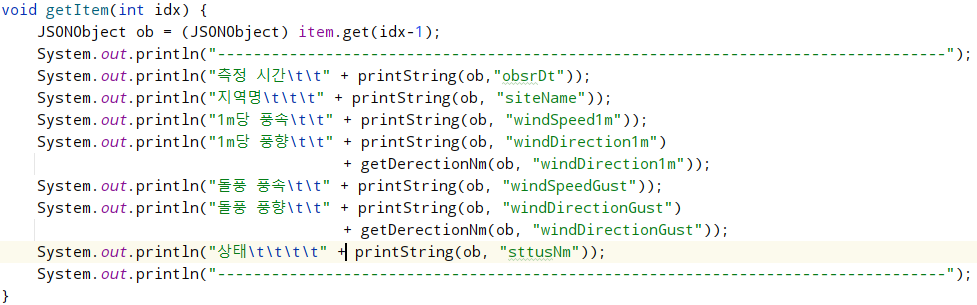 void getItem(int idx) {
    JSONObject ob = (JSONObject) item.get(idx-1);
    System.out.println("--------------------------------------------------------------------------------");
    System.out.println("측정 시간\t\t" + printString(ob,"obsrDt"));
    System.out.println("지역명\t\t\t" + printString(ob, "siteName"));
    System.out.println("1m당 풍속\t\t" + printString(ob, "windSpeed1m"));
    System.out.println("1m당 풍향\t\t" + printString(ob, "windDirection1m")
                                    + getDerectionNm(ob, "windDirection1m"));
    System.out.println("돌풍 풍속\t\t" + printString(ob, "windSpeedGust"));
    System.out.println("돌풍 풍향\t\t" + printString(ob, "windDirectionGust")
                                    + getDerectionNm(ob, "windDirectionGust"));
    System.out.println("상태\t\t\t\t" + printString(ob, "sttusNm"));
    System.out.println("--------------------------------------------------------------------------------");
}